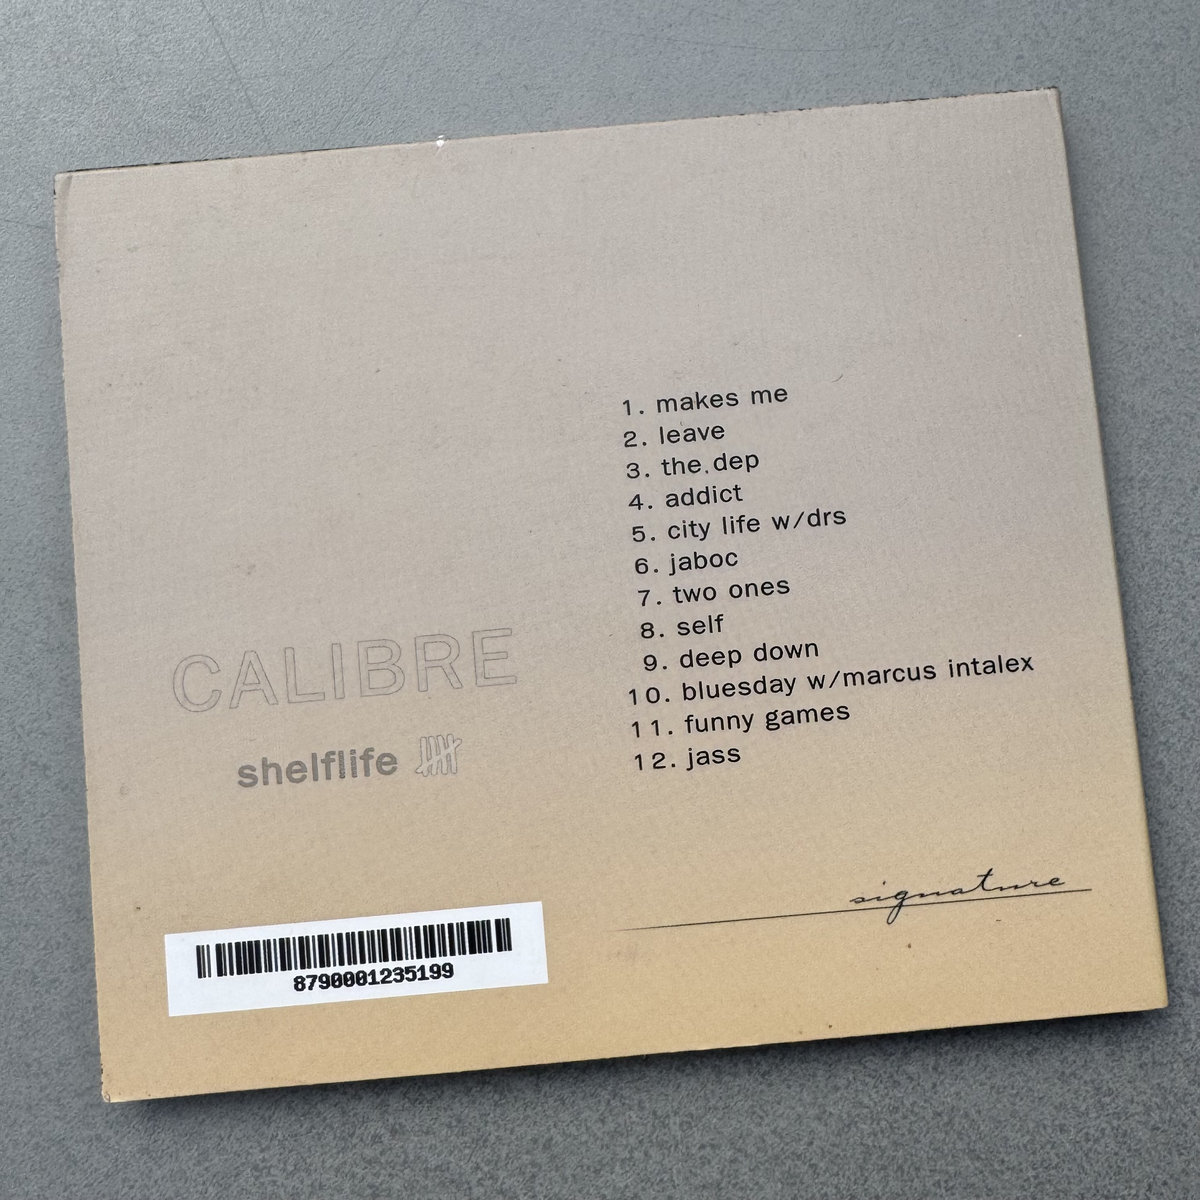 1. makes me
2. leave
3. the dep
4. addict
5. city life w/drs
6. jaboc
7. two ones
8. self
9. deep down
10. bluesday w/marcus intalex
11. funny games
12. jass
CALIBRE
shelflife
signature
8790001235199